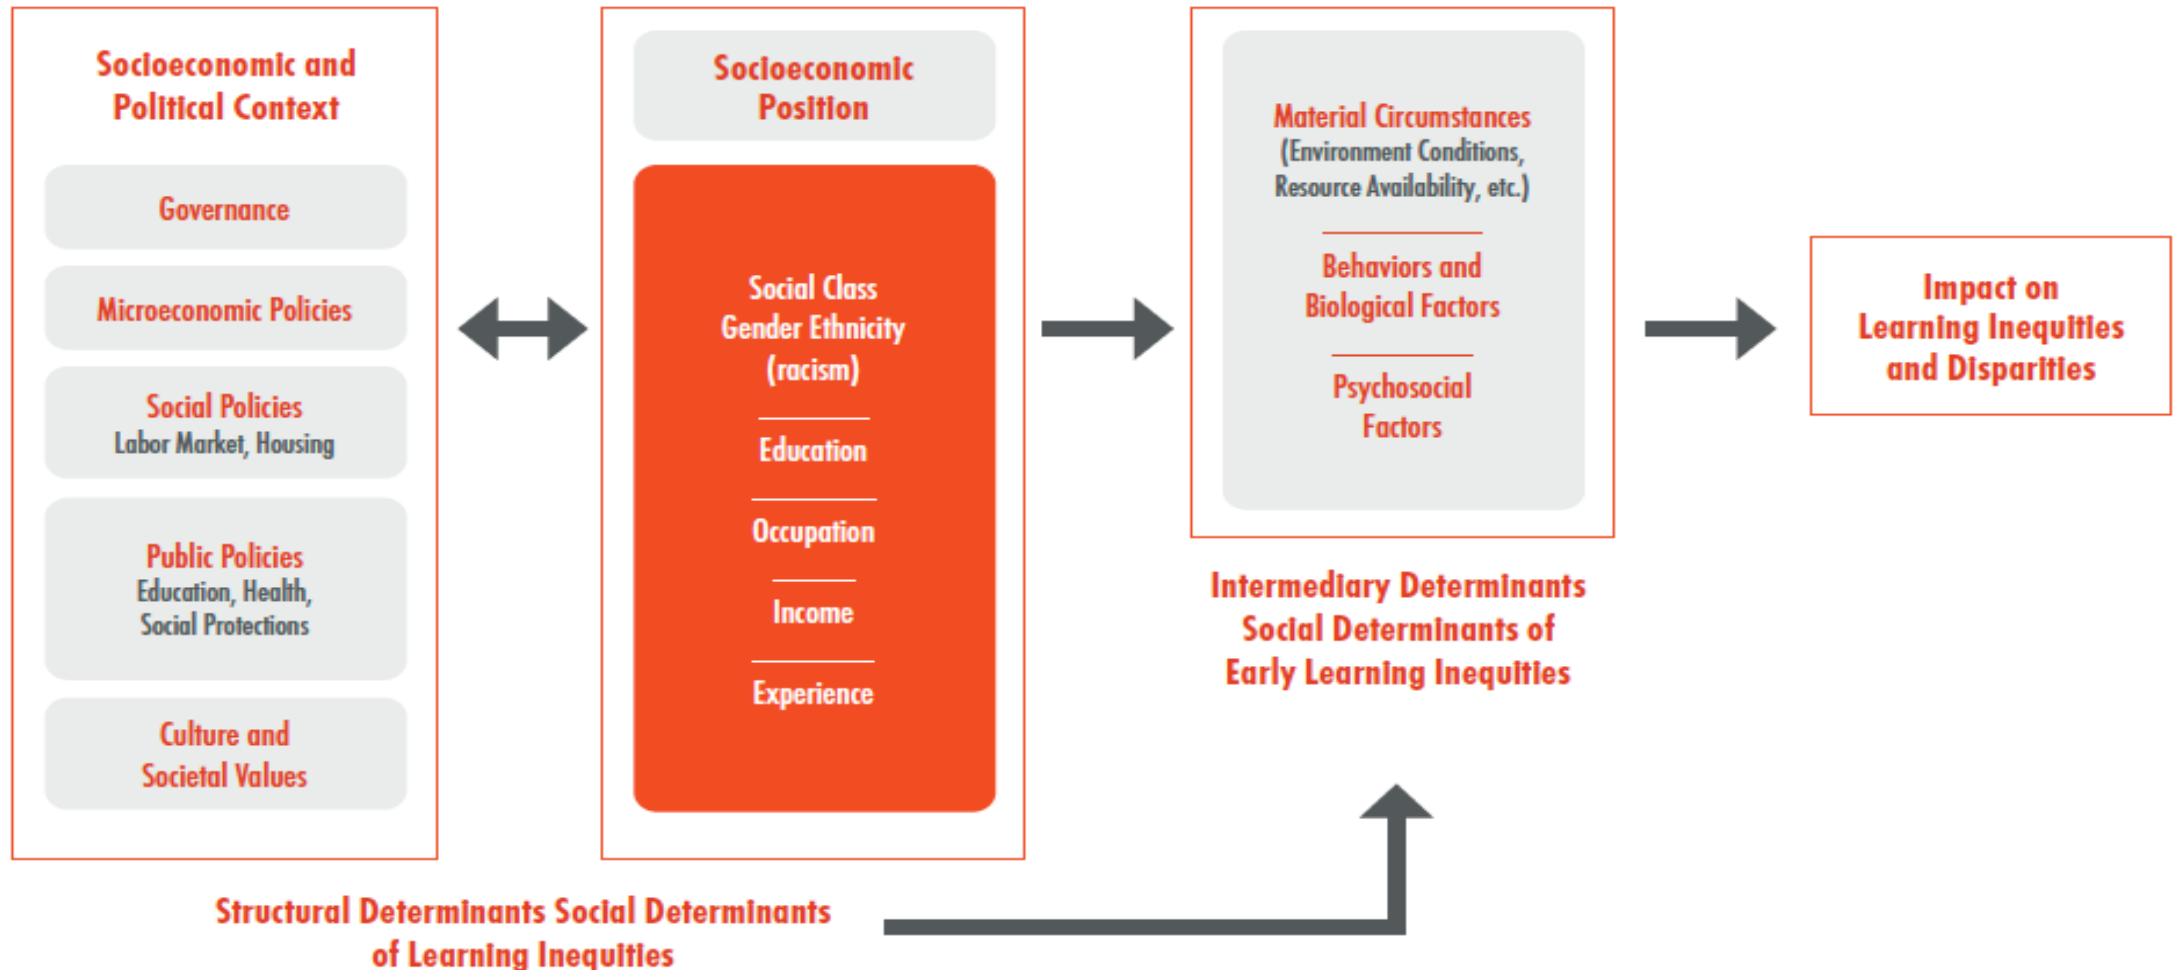 Socioeconomic and
Political Context
Governance
Microeconomic Policies
Social Policies
Labor Market, Housing
Public Policies
Education, Health,
Social Protections
Culture and
Societal Values
Socioeconomic
Position
Social Class
Gender Ethnicity
(racism)
Education
Occupation
Income
Experience
Material Circumstances
(Environment Conditions,
Resource Availability, etc.)
Behaviors and
Biological Factors
Psychosocial
Factors
Intermediary Determinants
Social Determinants of
Early Learning Inequities
Impact on
Learning Inequities
and Disparities
Structural Determinants Social Determinants
of Learning Inequities